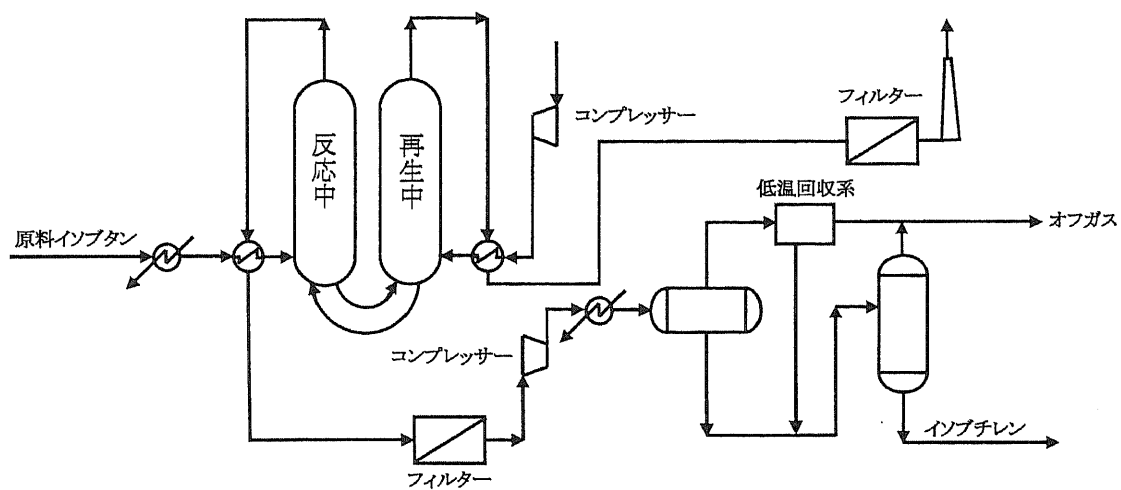 反応中
再生中
コンプレッサー
フィルター
低温回収系
オフガス
原料イソブタン
コンプレッサー
イソブチレン
フィルター